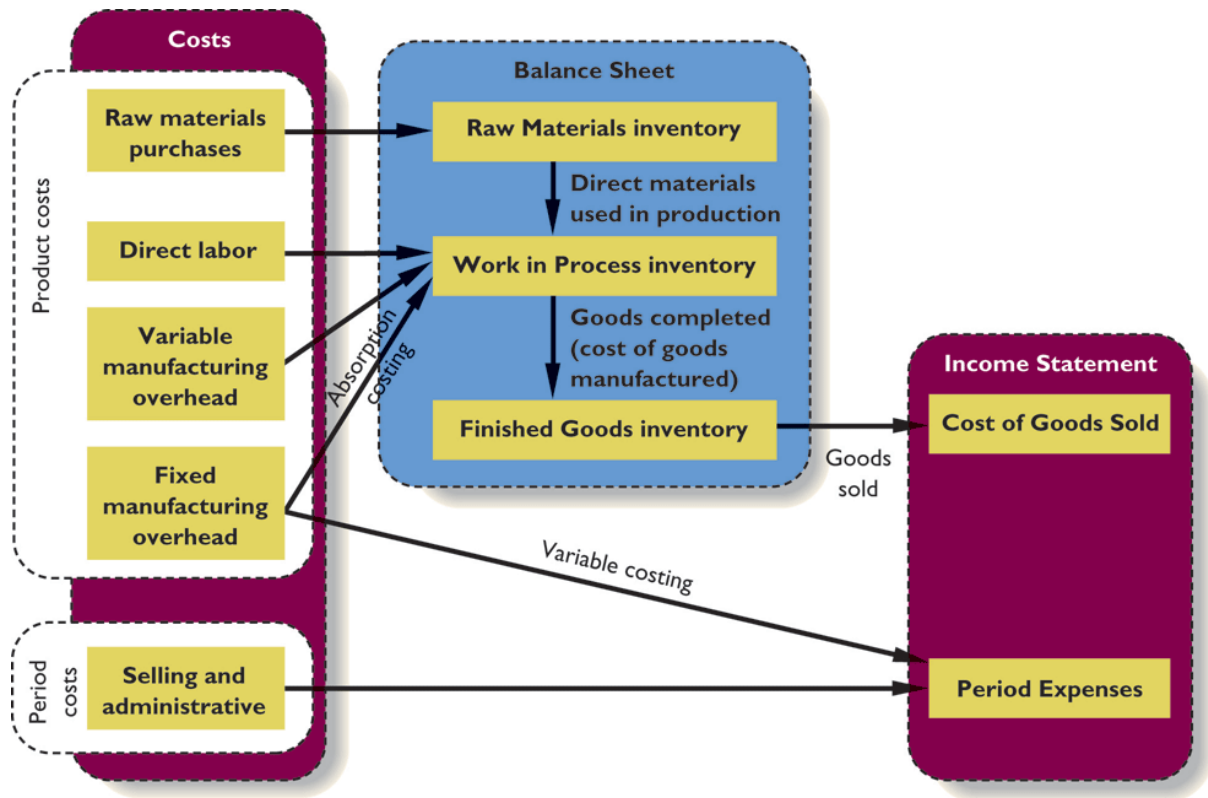 Costs
Product costs
Raw materials
purchases
Direct labor
Variable
manufacturing
overhead
Fixed
manufacturing
overhead
Period
costs
Selling and
administrative
Balance Sheet
Raw Materials inventory
Direct materials
used in production
Work in Process inventory
Absorption
costing
Goods completed
(cost of goods
manufactured)
Finished Goods inventory
Goods
sold
Variable costing
Income Statement
Cost of Goods Sold
Period Expenses